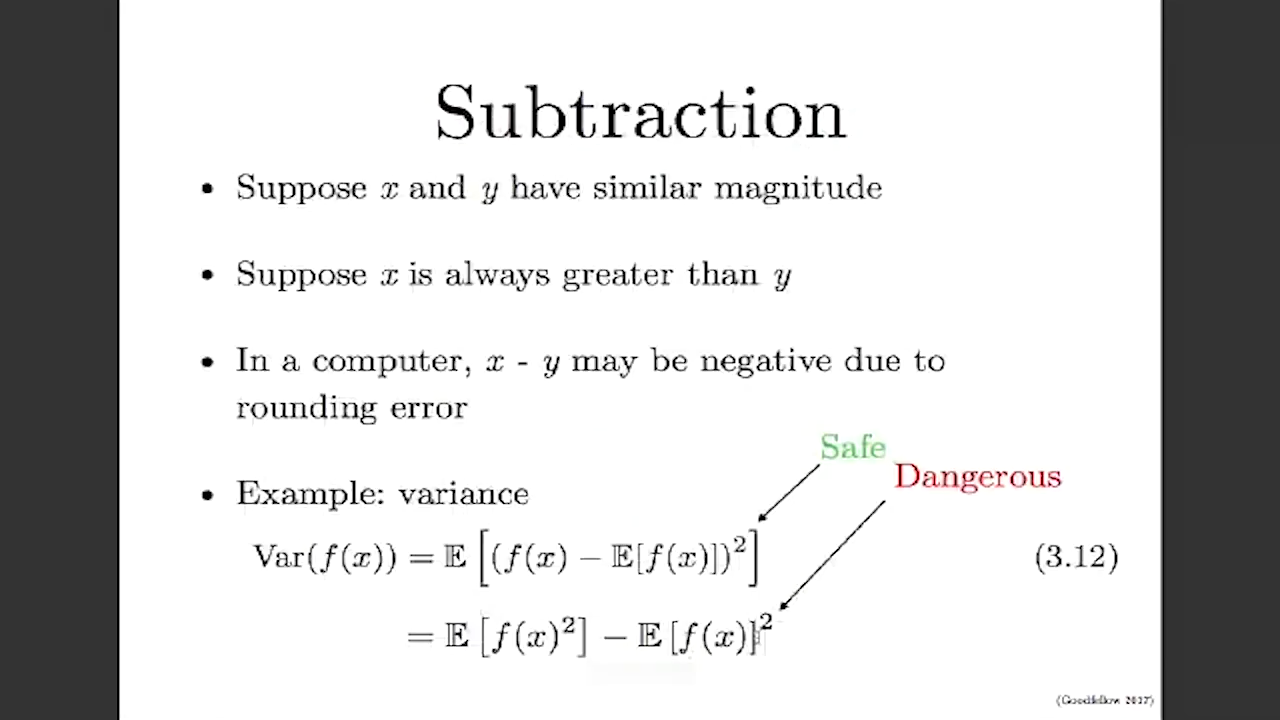 Subtraction
• Suppose x and y have similar magnitude
• Suppose x is always greater than y
• In a computer, x - y may be negative due to
rounding error
Safe
Dangerous
• Example: variance
Var(f(x)) = 𝔼 [(f(x) − 𝔼[f(x)])²] (3.12)
= 𝔼 [f(x)²] − 𝔼 [f(x)]²
(Goodfellow 2017)